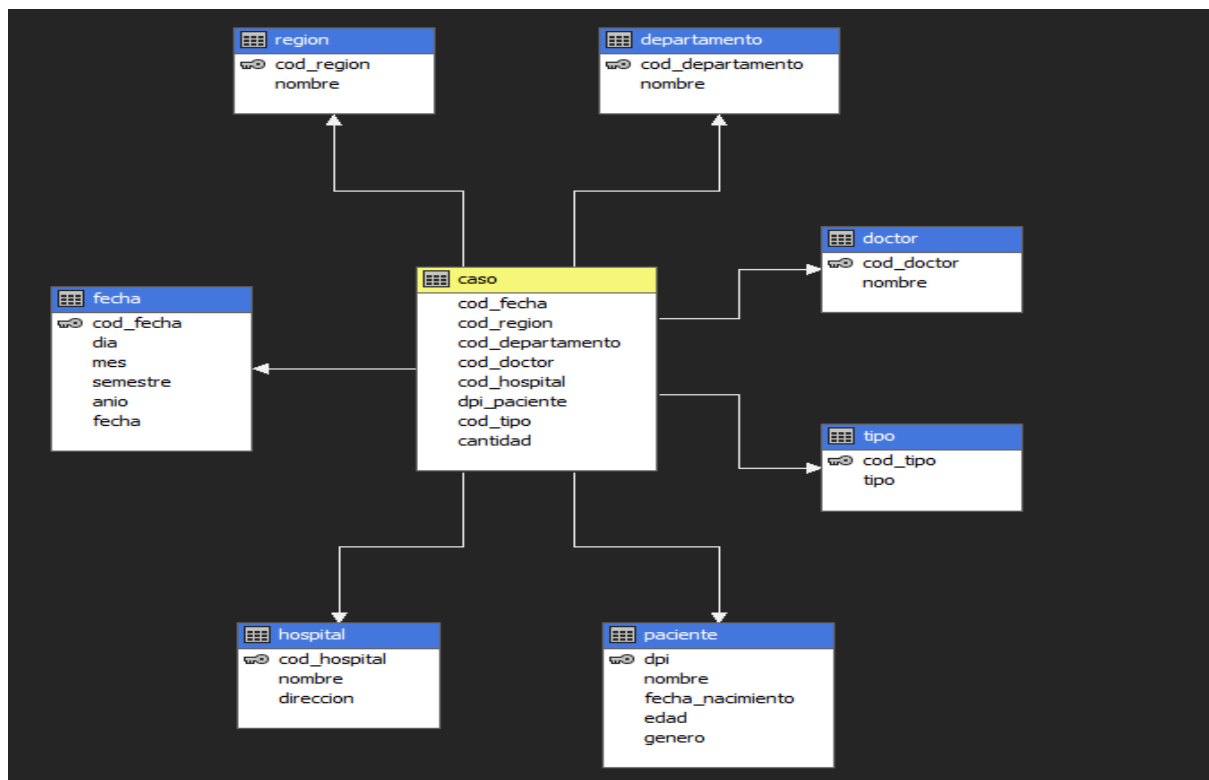 region
cod_region
nombre
departamento
cod_departamento
nombre
doctor
cod_doctor
nombre
caso
cod_fecha
cod_region
cod_departamento
cod_doctor
cod_hospital
dpi_paciente
cod_tipo
cantidad
fecha
cod_fecha
dia
mes
semestre
anio
fecha
tipo
cod_tipo
tipo
hospital
cod_hospital
nombre
direccion
paciente
dpi
nombre
fecha_nacimiento
edad
genero